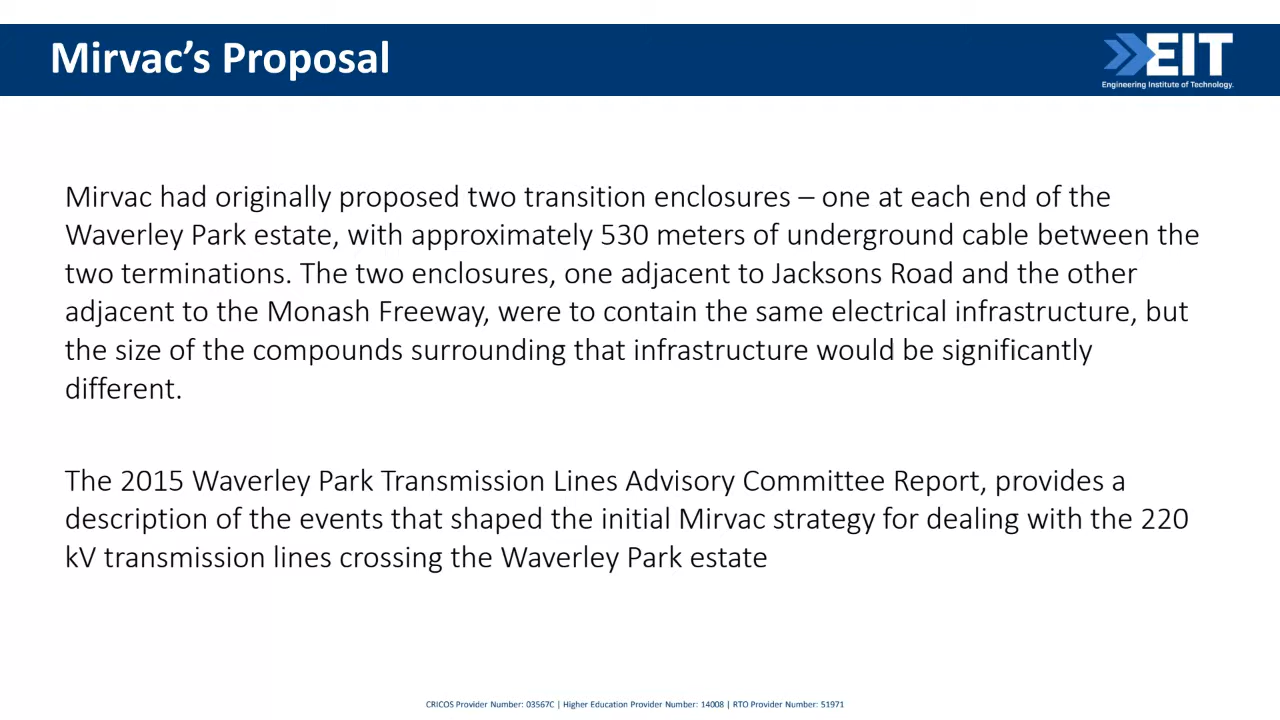 Mirvac’s Proposal
EIT
Engineering Institute of Technology.
Mirvac had originally proposed two transition enclosures – one at each end of the
Waverley Park estate, with approximately 530 meters of underground cable between the
two terminations. The two enclosures, one adjacent to Jacksons Road and the other
adjacent to the Monash Freeway, were to contain the same electrical infrastructure, but
the size of the compounds surrounding that infrastructure would be significantly
different.
The 2015 Waverley Park Transmission Lines Advisory Committee Report, provides a
description of the events that shaped the initial Mirvac strategy for dealing with the 220
kV transmission lines crossing the Waverley Park estate
CRICOS Provider Number: 03567C | Higher Education Provider Number: 14008 | RTO Provider Number: 51971